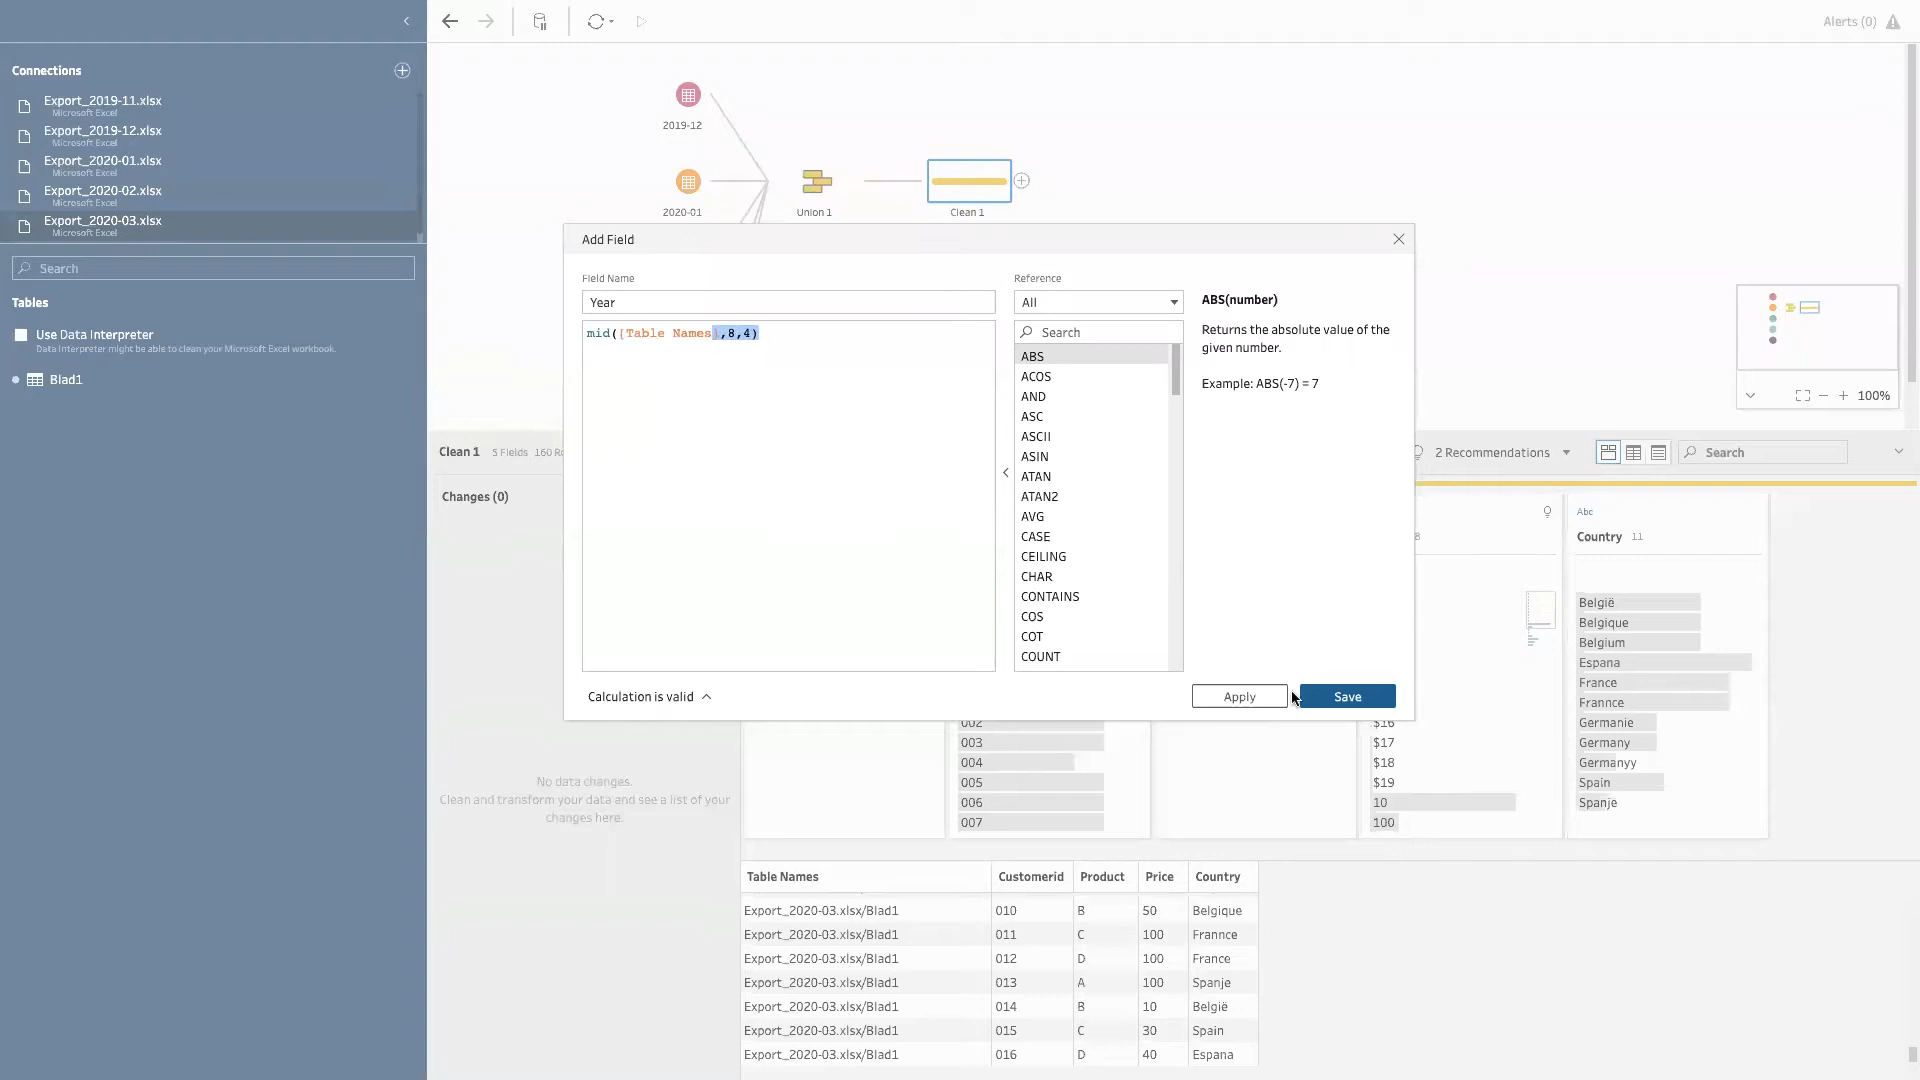 Alerts (0)
Connections
Export_2019-11.xlsx
Microsoft Excel
Export_2019-12.xlsx
Microsoft Excel
Export_2020-01.xlsx
Microsoft Excel
Export_2020-02.xlsx
Microsoft Excel
Export_2020-03.xlsx
Microsoft Excel
Search
Tables
Use Data Interpreter
Data Interpreter might be able to clean your Microsoft Excel workbook.
Blad1
2019-12
2020-01
Union 1
Clean 1
100%
Add Field
Field Name
Year
mid([Table Names],8,4)
Calculation is valid
Reference
All
Search
ABS
ACOS
AND
ASC
ASCII
ASIN
ATAN
ATAN2
AVG
CASE
CEILING
CHAR
CONTAINS
COS
COT
COUNT
ABS(number)
Returns the absolute value of the
given number.
Example: ABS(-7) = 7
Apply
Save
Clean 1 5 Fields 160 Ro
2 Recommendations
Search
Changes (0)
No data changes.
Clean and transform your data and see a list of your
changes here.
002
003
004
005
006
007
8
$16
$17
$18
$19
10
100
Abc
Country 11
België
Belgique
Belgium
Espana
France
Frannce
Germanie
Germany
Germanyy
Spain
Spanje
Table Names Customerid Product Price Country
Export_2020-03.xlsx/Blad1 010 B 50 Belgique
Export_2020-03.xlsx/Blad1 011 C 100 Frannce
Export_2020-03.xlsx/Blad1 012 D 100 France
Export_2020-03.xlsx/Blad1 013 A 100 Spanje
Export_2020-03.xlsx/Blad1 014 B 10 België
Export_2020-03.xlsx/Blad1 015 C 30 Spain
Export_2020-03.xlsx/Blad1 016 D 40 Espana